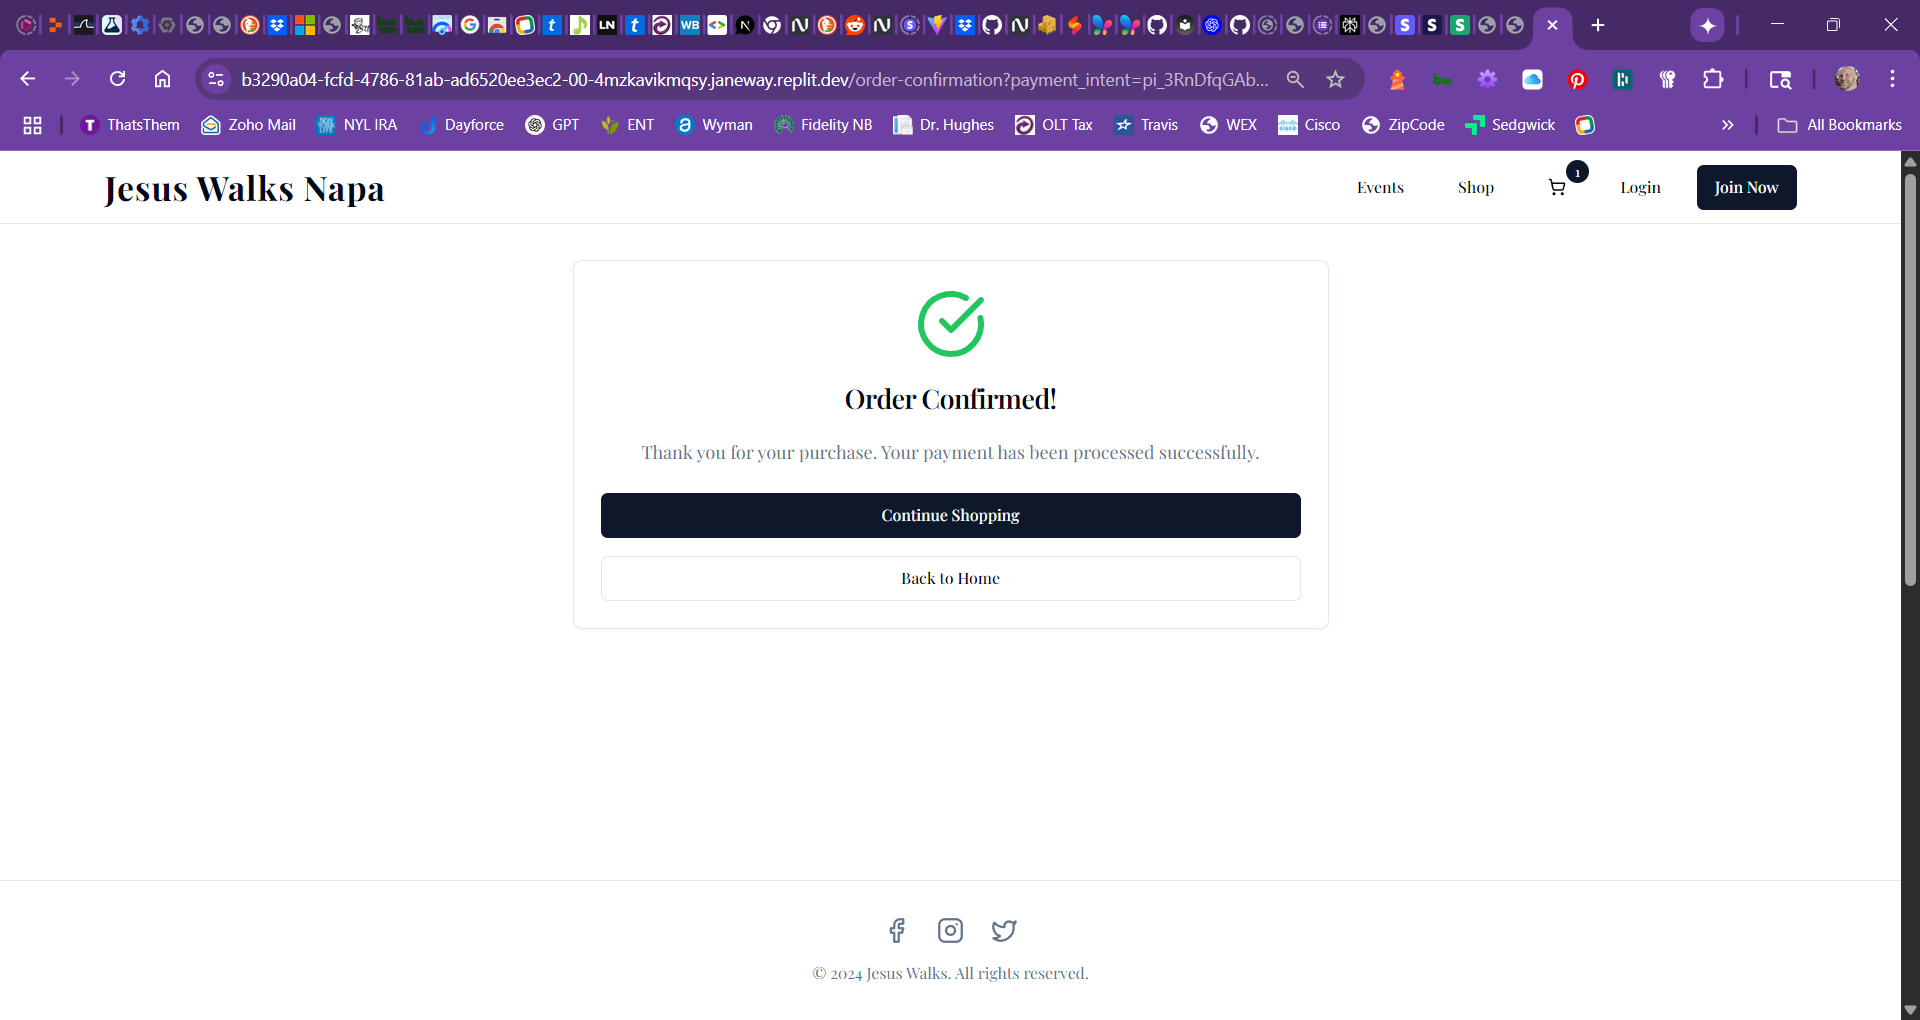 b3290a04-fcfd-4786-81ab-ad6520ee3ec2-00-4mzkavikmqsy.janeway.replit.dev/order-confirmation?payment_intent=pi_3RnDfqGAb...
ThatsThem Zoho Mail NYL IRA Dayforce GPT ENT Wyman Fidelity NB Dr. Hughes OLT Tax Travis WEX Cisco ZipCode Sedgwick » All Bookmarks
Jesus Walks Napa
Events Shop 1 Login Join Now
Order Confirmed!
Thank you for your purchase. Your payment has been processed successfully.
Continue Shopping
Back to Home
© 2024 Jesus Walks. All rights reserved.